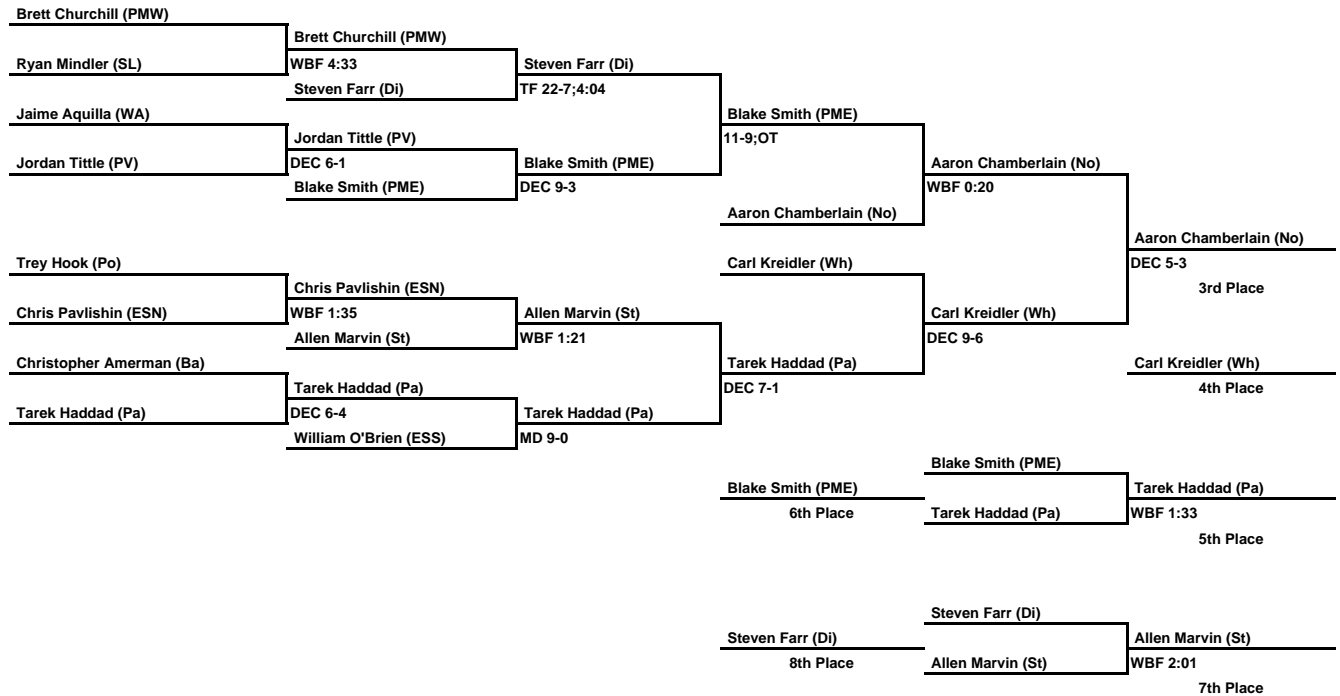 Brett Churchill (PMW)
Brett Churchill (PMW)
Ryan Mindler (SL)
WBF 4:33
Steven Farr (Di)
Steven Farr (Di)
TF 22-7;4:04
Jaime Aquilla (WA)
Blake Smith (PME)
Jordan Tittle (PV)
11-9;OT
Jordan Tittle (PV)
DEC 6-1
Blake Smith (PME)
Aaron Chamberlain (No)
Blake Smith (PME)
DEC 9-3
WBF 0:20
Aaron Chamberlain (No)
Aaron Chamberlain (No)
Trey Hook (Po)
Carl Kreidler (Wh)
DEC 5-3
Chris Pavlishin (ESN)
3rd Place
Chris Pavlishin (ESN)
WBF 1:35
Allen Marvin (St)
Carl Kreidler (Wh)
Allen Marvin (St)
WBF 1:21
DEC 9-6
Christopher Amerman (Ba)
Tarek Haddad (Pa)
Carl Kreidler (Wh)
Tarek Haddad (Pa)
DEC 7-1
4th Place
Tarek Haddad (Pa)
DEC 6-4
Tarek Haddad (Pa)
William O'Brien (ESS)
MD 9-0
Blake Smith (PME)
Blake Smith (PME)
Tarek Haddad (Pa)
6th Place
Tarek Haddad (Pa)
WBF 1:33
5th Place
Steven Farr (Di)
Steven Farr (Di)
Allen Marvin (St)
8th Place
Allen Marvin (St)
WBF 2:01
7th Place